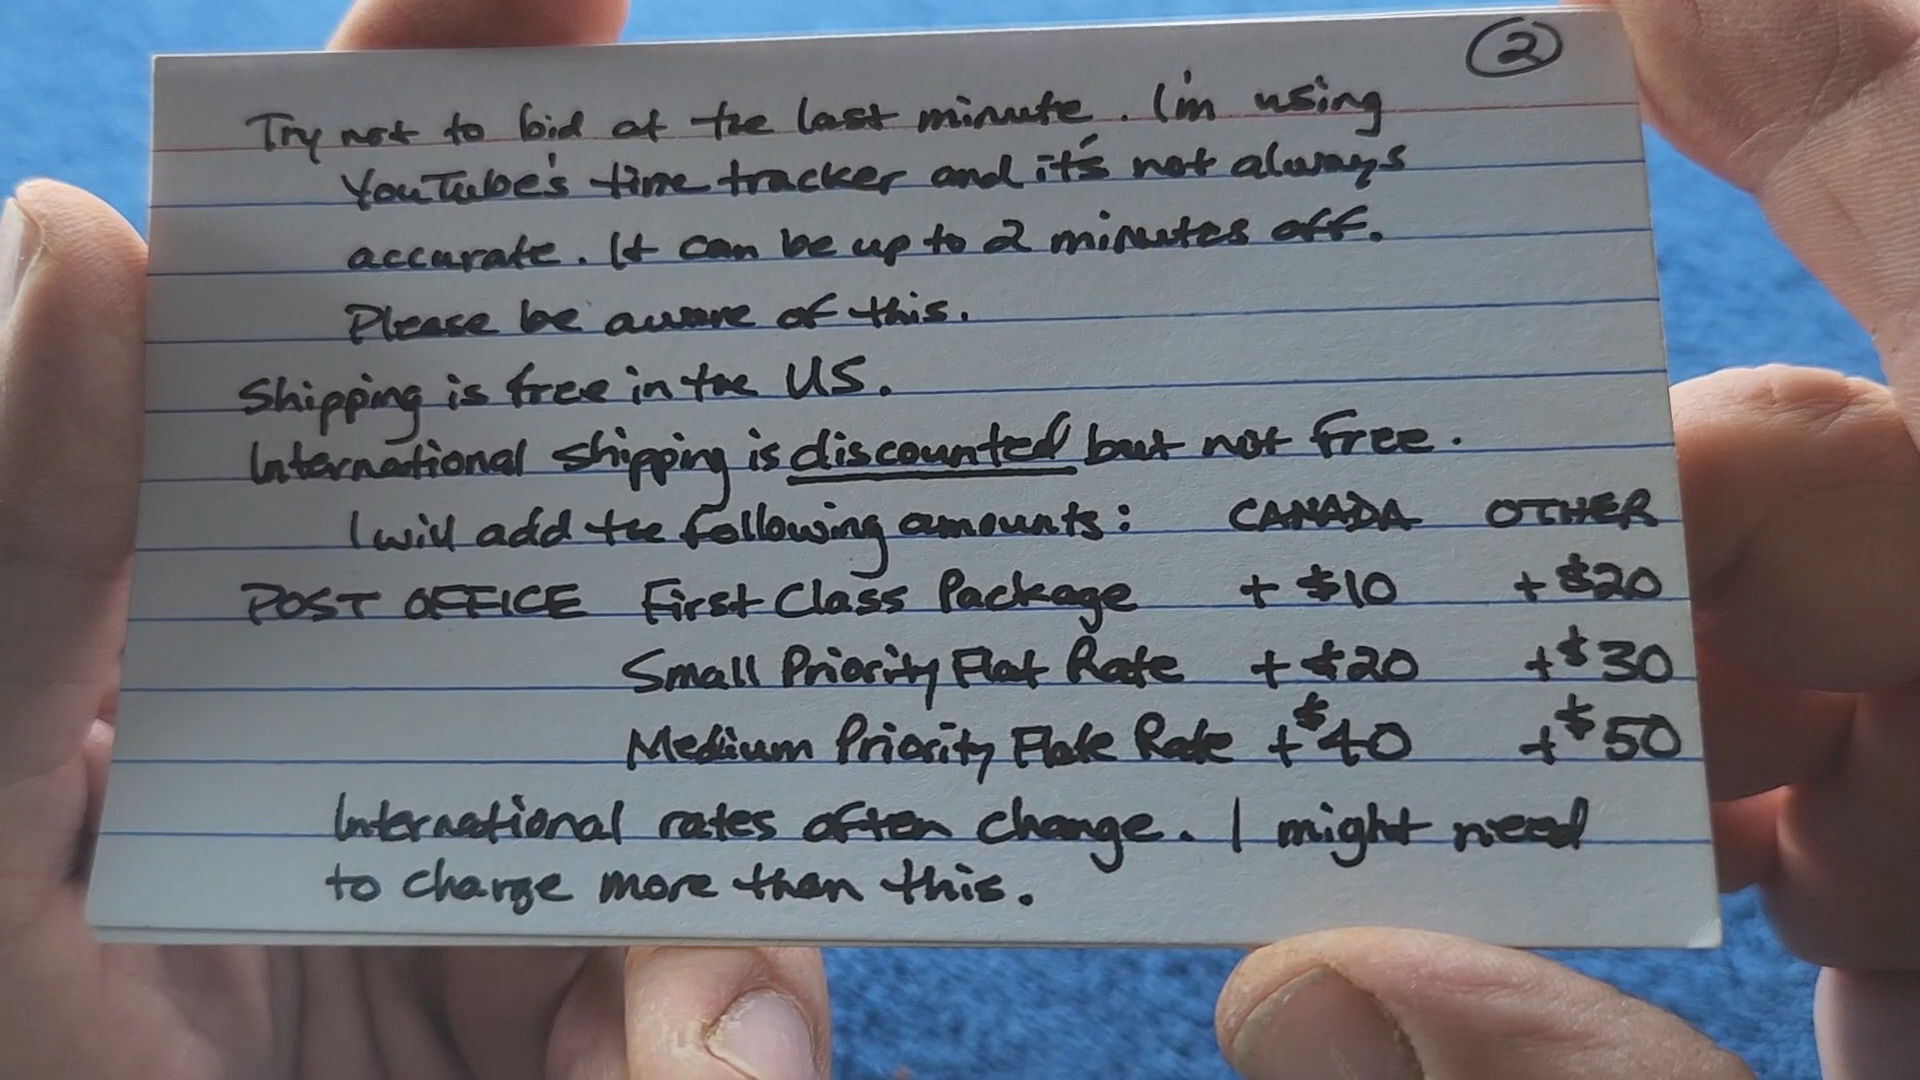 2
Try not to bid at the last minute. I'm using
YouTube's time tracker and it's not always
accurate. It can be up to 2 minutes off.
Please be aware of this.
Shipping is free in the US.
International shipping is discounted but not free.
I will add the following amounts: CANADA OTHER
POST OFFICE First Class Package + $10 + $20
Small Priority Flat Rate + $20 + $30
Medium Priority Flate Rate + $40 + $50
International rates often change. I might need
to charge more than this.